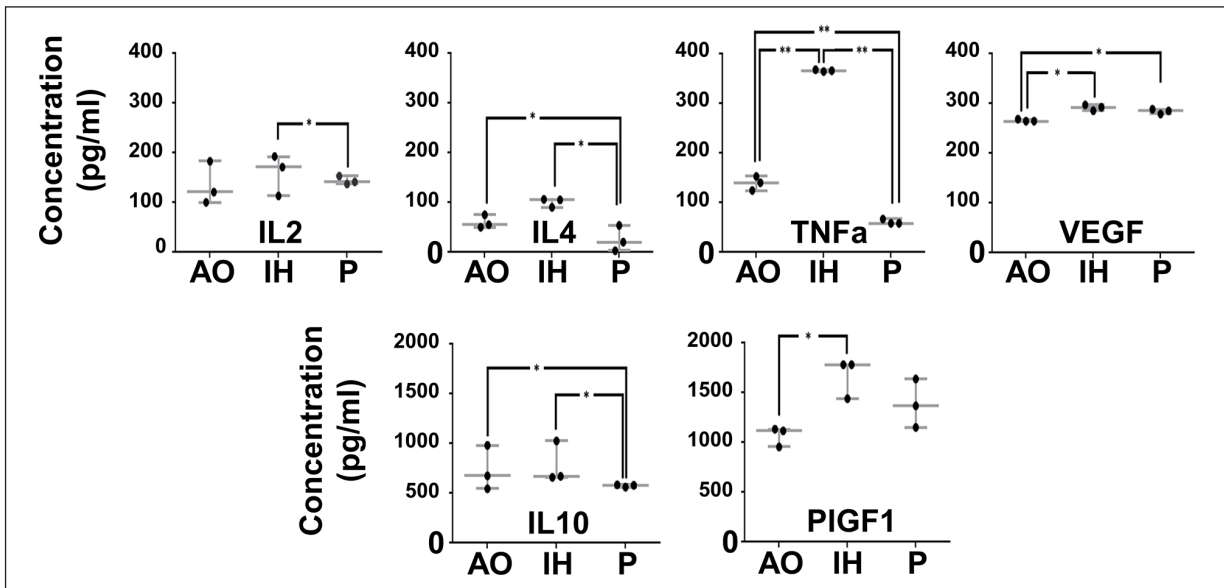 Concentration
(pg/ml)
400
300
200
100
0
*
IL2
AO IH P
400
300
200
100
0
*
*
IL4
AO IH P
400
300
200
100
0
**
** **
TNFa
AO IH P
400
300
200
100
0
*
*
VEGF
AO IH P
Concentration
(pg/ml)
2000
1500
1000
500
0
*
*
IL10
AO IH P
2000
1500
1000
500
0
*
PIGF1
AO IH P